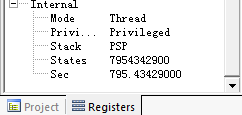 Internal
Mode Thread
Privi... Privileged
Stack PSP
States 7954342900
Sec 795.43429000
Project Registers